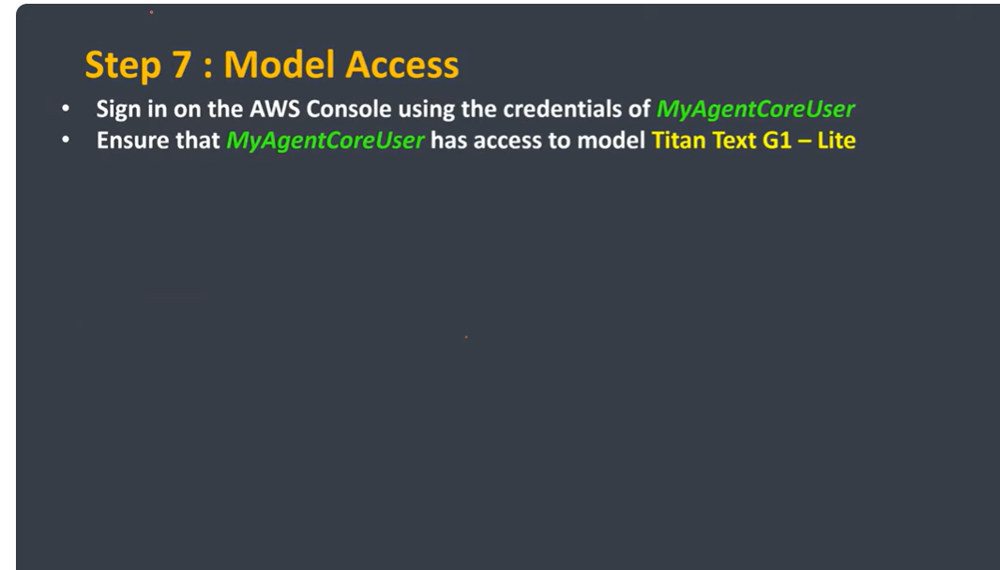 Step 7 : Model Access
• Sign in on the AWS Console using the credentials of MyAgentCoreUser
• Ensure that MyAgentCoreUser has access to model Titan Text G1 – Lite